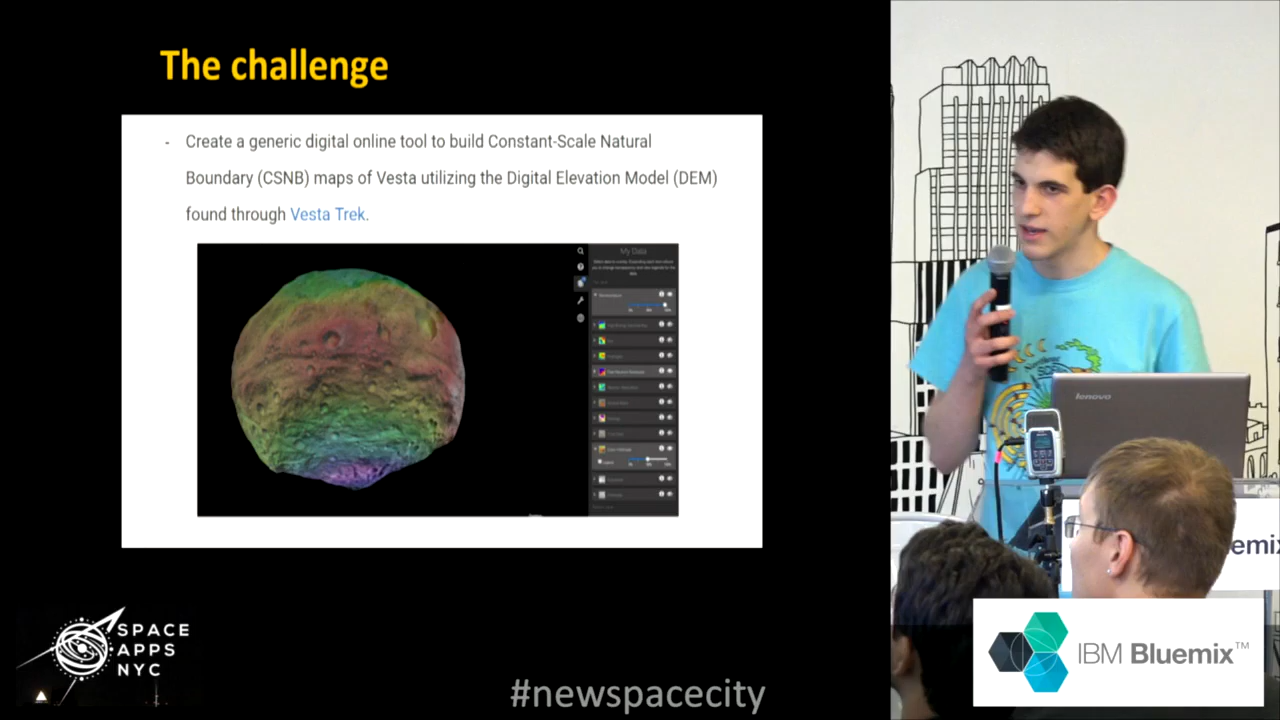 The challenge
- Create a generic digital online tool to build Constant-Scale Natural
Boundary (CSNB) maps of Vesta utilizing the Digital Elevation Model (DEM)
found through Vesta Trek.
My Data
lenovo
emix
SPACE
APPS
NYC
#newspacecity
IBM Bluemix™